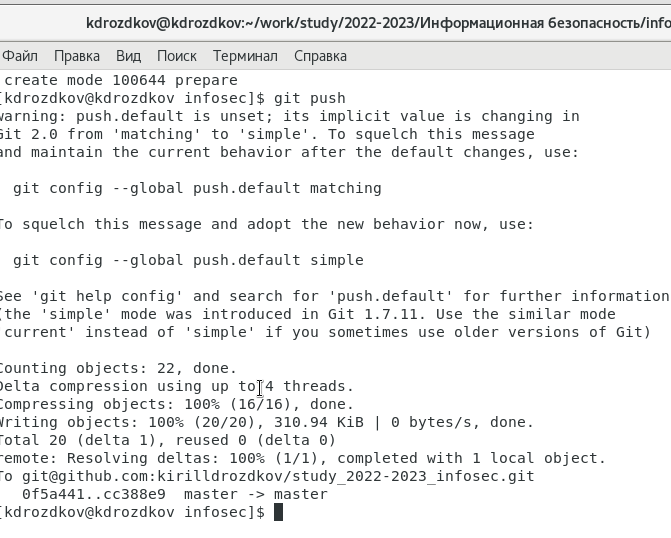 kdrozdkov@kdrozdkov:~/work/study/2022-2023/Информационная безопасность/info
Файл Правка Вид Поиск Терминал Справка
create mode 100644 prepare
[kdrozdkov@kdrozdkov infosec]$ git push
warning: push.default is unset; its implicit value is changing in
Git 2.0 from 'matching' to 'simple'. To squelch this message
and maintain the current behavior after the default changes, use:
git config --global push.default matching
To squelch this message and adopt the new behavior now, use:
git config --global push.default simple
See 'git help config' and search for 'push.default' for further information
(the 'simple' mode was introduced in Git 1.7.11. Use the similar mode
'current' instead of 'simple' if you sometimes use older versions of Git)
Counting objects: 22, done.
Delta compression using up to 4 threads.
Compressing objects: 100% (16/16), done.
Writing objects: 100% (20/20), 310.94 KiB | 0 bytes/s, done.
Total 20 (delta 1), reused 0 (delta 0)
remote: Resolving deltas: 100% (1/1), completed with 1 local object.
To git@github.com:kirilldrozdkov/study_2022-2023_infosec.git
0f5a441..cc388e9 master -> master
[kdrozdkov@kdrozdkov infosec]$